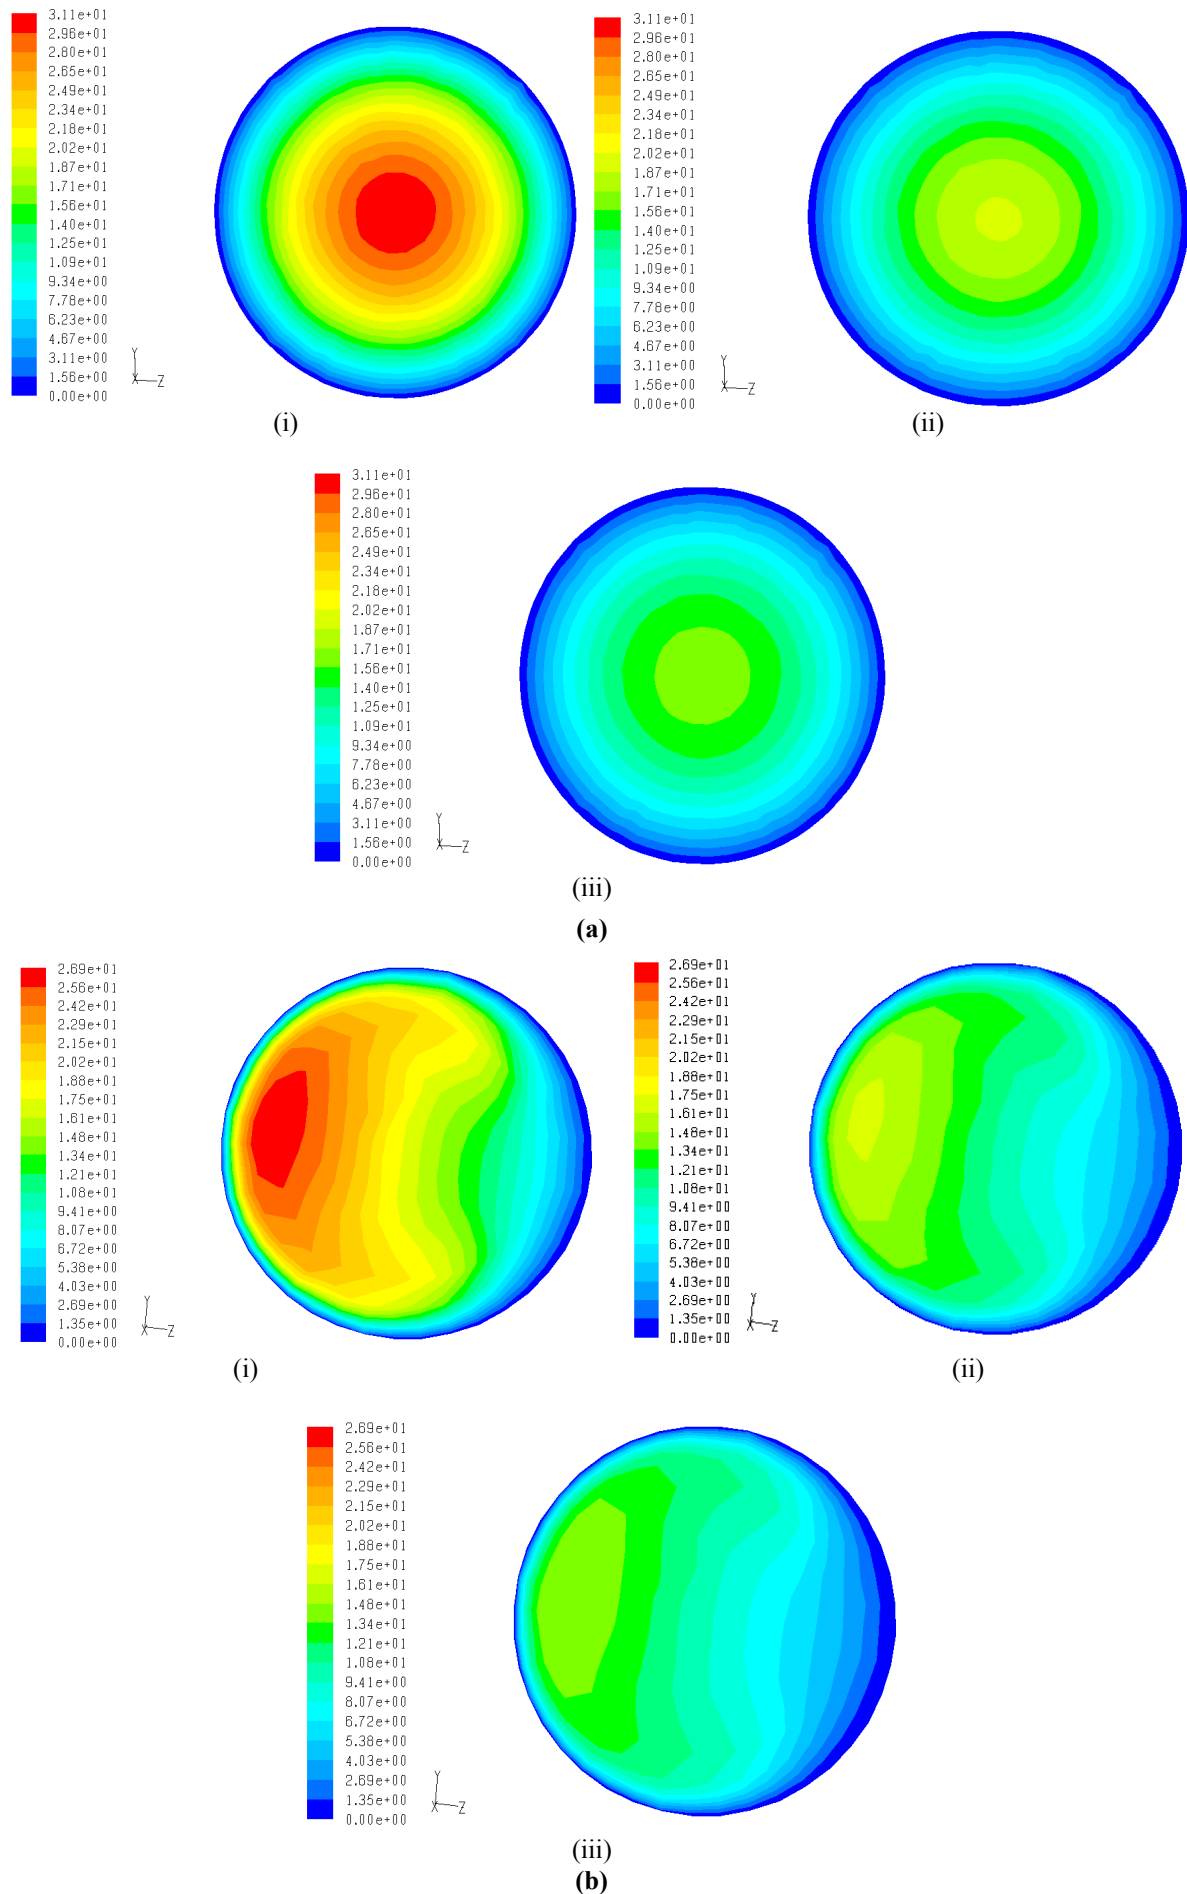 3.11e+01
2.96e+01
2.80e+01
2.65e+01
2.49e+01
2.34e+01
2.18e+01
2.02e+01
1.87e+01
1.71e+01
1.56e+01
1.40e+01
1.25e+01
1.09e+01
9.34e+00
7.78e+00
6.23e+00
4.67e+00
3.11e+00
1.56e+00
0.00e+00
Y
X Z
(i)
3.11e+01
2.96e+01
2.80e+01
2.65e+01
2.49e+01
2.34e+01
2.18e+01
2.02e+01
1.87e+01
1.71e+01
1.56e+01
1.40e+01
1.25e+01
1.09e+01
9.34e+00
7.78e+00
6.23e+00
4.67e+00
3.11e+00
1.56e+00
0.00e+00
Y
X Z
(ii)
3.11e+01
2.96e+01
2.80e+01
2.65e+01
2.49e+01
2.34e+01
2.18e+01
2.02e+01
1.87e+01
1.71e+01
1.56e+01
1.40e+01
1.25e+01
1.09e+01
9.34e+00
7.78e+00
6.23e+00
4.67e+00
3.11e+00
1.56e+00
0.00e+00
Y
X Z
(iii)
(a)
2.69e+01
2.56e+01
2.42e+01
2.29e+01
2.15e+01
2.02e+01
1.88e+01
1.75e+01
1.61e+01
1.48e+01
1.34e+01
1.21e+01
1.08e+01
9.41e+00
8.07e+00
6.72e+00
5.38e+00
4.03e+00
2.69e+00
1.35e+00
0.00e+00
Y
X Z
(i)
2.69e+01
2.56e+01
2.42e+01
2.29e+01
2.15e+01
2.02e+01
1.88e+01
1.75e+01
1.61e+01
1.48e+01
1.34e+01
1.21e+01
1.08e+01
9.41e+00
8.07e+00
6.72e+00
5.38e+00
4.03e+00
2.69e+00
1.35e+00
0.00e+00
Y
X Z
(ii)
2.69e+01
2.56e+01
2.42e+01
2.29e+01
2.15e+01
2.02e+01
1.88e+01
1.75e+01
1.61e+01
1.48e+01
1.34e+01
1.21e+01
1.08e+01
9.41e+00
8.07e+00
6.72e+00
5.38e+00
4.03e+00
2.69e+00
1.35e+00
0.00e+00
Y
X Z
(iii)
(b)